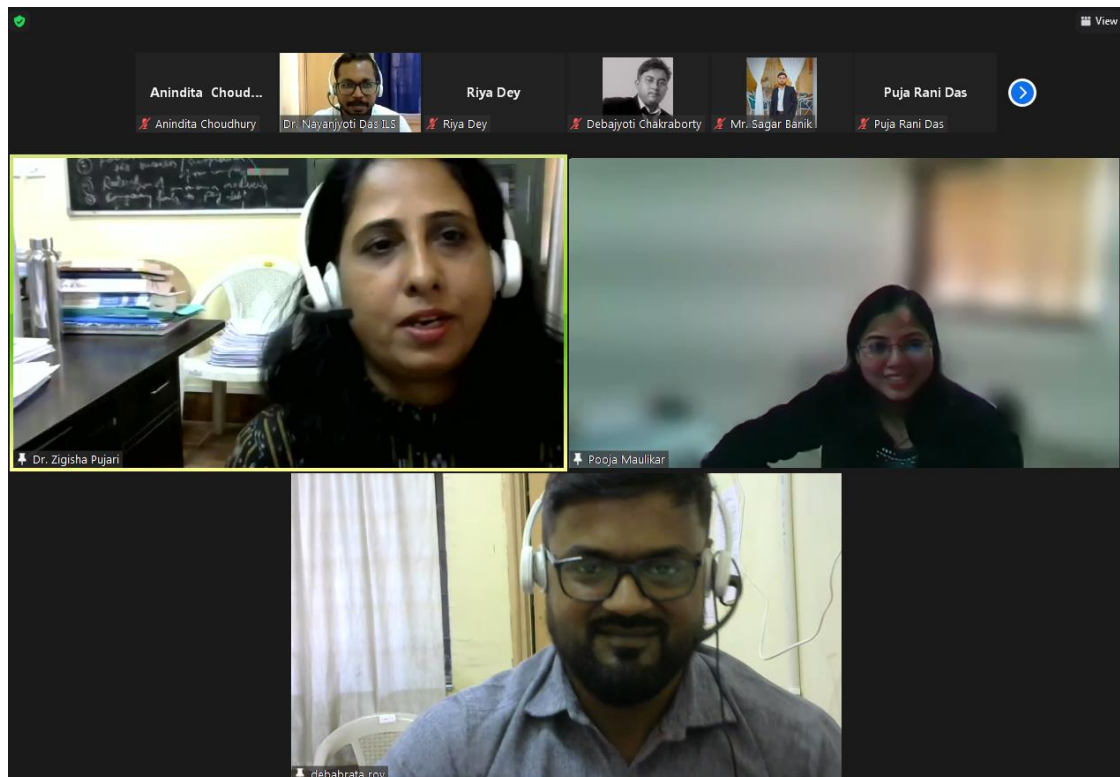 View
Anindita Choud...
Riya Dey
Puja Rani Das
Anindita Choudhury
Dr. Nayanjyoti Das ILS
Riya Dey
Debajyoti Chakraborty
Mr. Sagar Banik
Puja Rani Das
Dr. Zigisha Pujari
Pooja Maulikar
debabrata roy